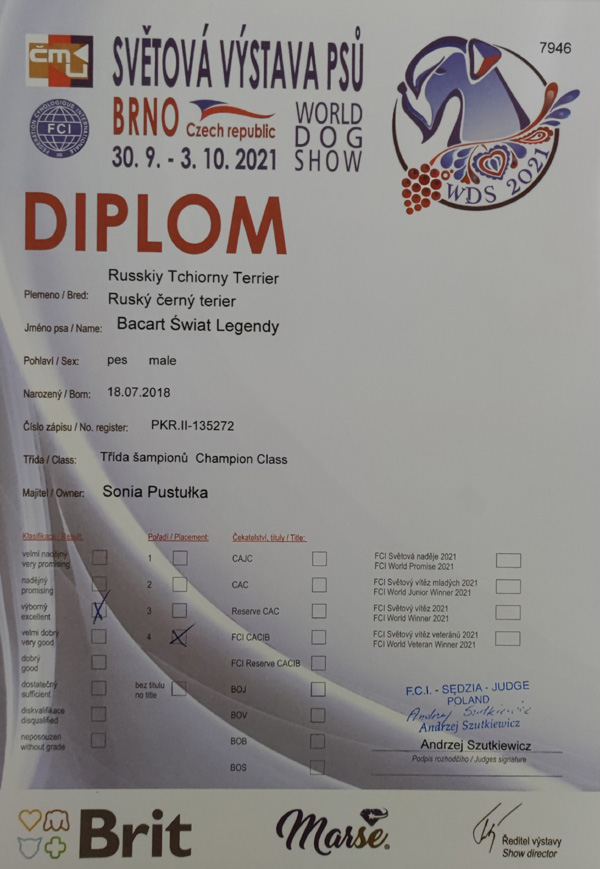 7946
ČMKU
SVĚTOVÁ VÝSTAVA PSŮ
FEDERATION CYNOLOGIQUE INTERNATIONALE
FCI
BRNO Czech republic
WORLD DOG SHOW
30. 9. - 3. 10. 2021
WDS 2021
DIPLOM
Russkiy Tchiorny Terrier
Plemeno / Bred: Ruský černý terier
Jméno psa / Name: Bacart Świat Legendy
Pohlaví / Sex: pes male
Narozený / Born: 18.07.2018
Číslo zápisu / No. register: PKR.II-135272
Třída / Class: Třída šampionů Champion Class
Majitel / Owner: Sonia Pustułka
Klasifikace / Result: Pořadí / Placement: Čekatelství, tituly / Title:
velmi nadějný 1 CAJC FCI Světová naděje 2021
very promising FCI World Promise 2021
nadějný 2 CAC FCI Světový vítěz mladých 2021
promising FCI World Junior Winner 2021
výborný 3 Reserve CAC FCI Světový vítěz 2021
excellent FCI World Winner 2021
velmi dobrý 4 FCI CACIB FCI Světový vítěz veteránů 2021
very good FCI World Veteran Winner 2021
dobrý FCI Reserve CACIB
good
dostatečný bez titulu BOJ
sufficient no title
F.C.I. - SĘDZIA - JUDGE
POLAND
Andrzej Szutkiewicz
diskvalifikace BOV
disqualified
Andrzej Szutkiewicz
neposouzen BOB
without grade
Andrzej Szutkiewicz
BOS
Podpis rozhodčího / Judges signature
Brit
Marse®
Ředitel výstavy
Show director